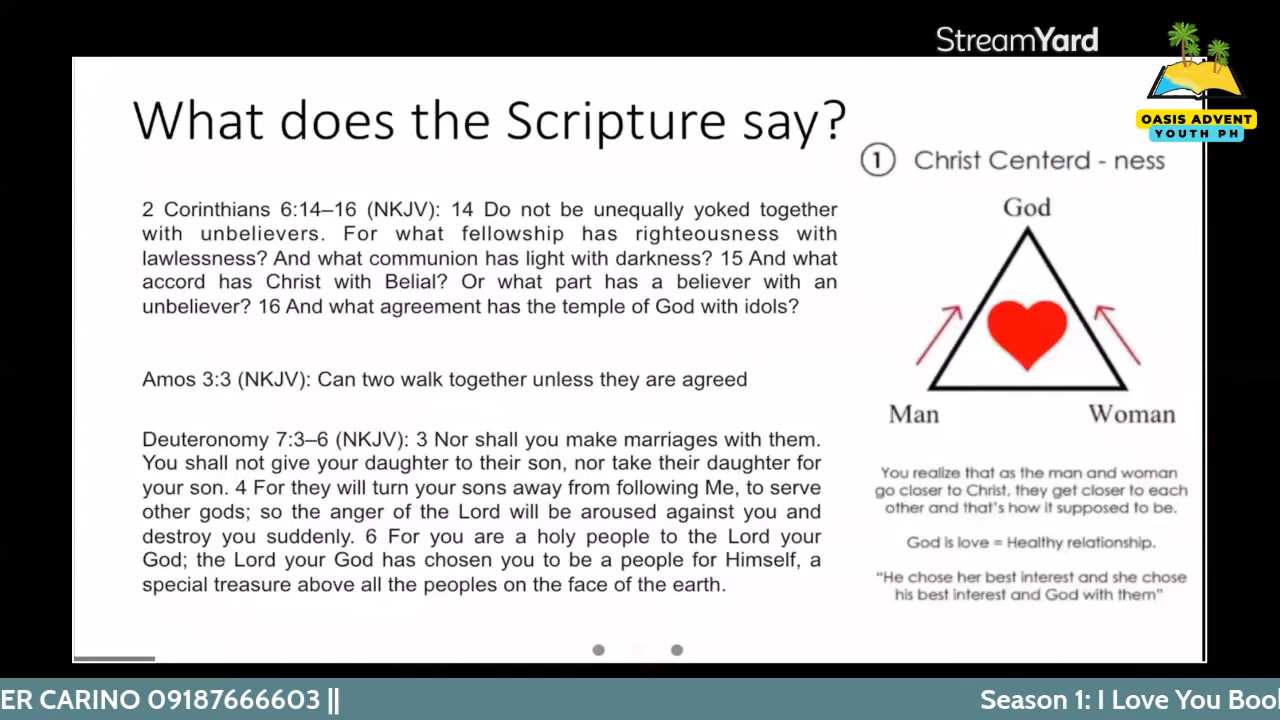 StreamYard
OASIS ADVENT
YOUTH PH
What does the Scripture say?
2 Corinthians 6:14–16 (NKJV): 14 Do not be unequally yoked together
with unbelievers. For what fellowship has righteousness with
lawlessness? And what communion has light with darkness? 15 And what
accord has Christ with Belial? Or what part has a believer with an
unbeliever? 16 And what agreement has the temple of God with idols?
Amos 3:3 (NKJV): Can two walk together unless they are agreed
Deuteronomy 7:3–6 (NKJV): 3 Nor shall you make marriages with them.
You shall not give your daughter to their son, nor take their daughter for
your son. 4 For they will turn your sons away from following Me, to serve
other gods; so the anger of the Lord will be aroused against you and
destroy you suddenly. 6 For you are a holy people to the Lord your
God; the Lord your God has chosen you to be a people for Himself, a
special treasure above all the peoples on the face of the earth.
1 Christ Centerd - ness
God
Man
Woman
You realize that as the man and woman
go closer to Christ, they get closer to each
other and that's how it supposed to be.
God is love = Healthy relationship.
"He chose her best interest and she chose
his best interest and God with them"
ER CARINO 09187666603 ||
Season 1: I Love You Boo